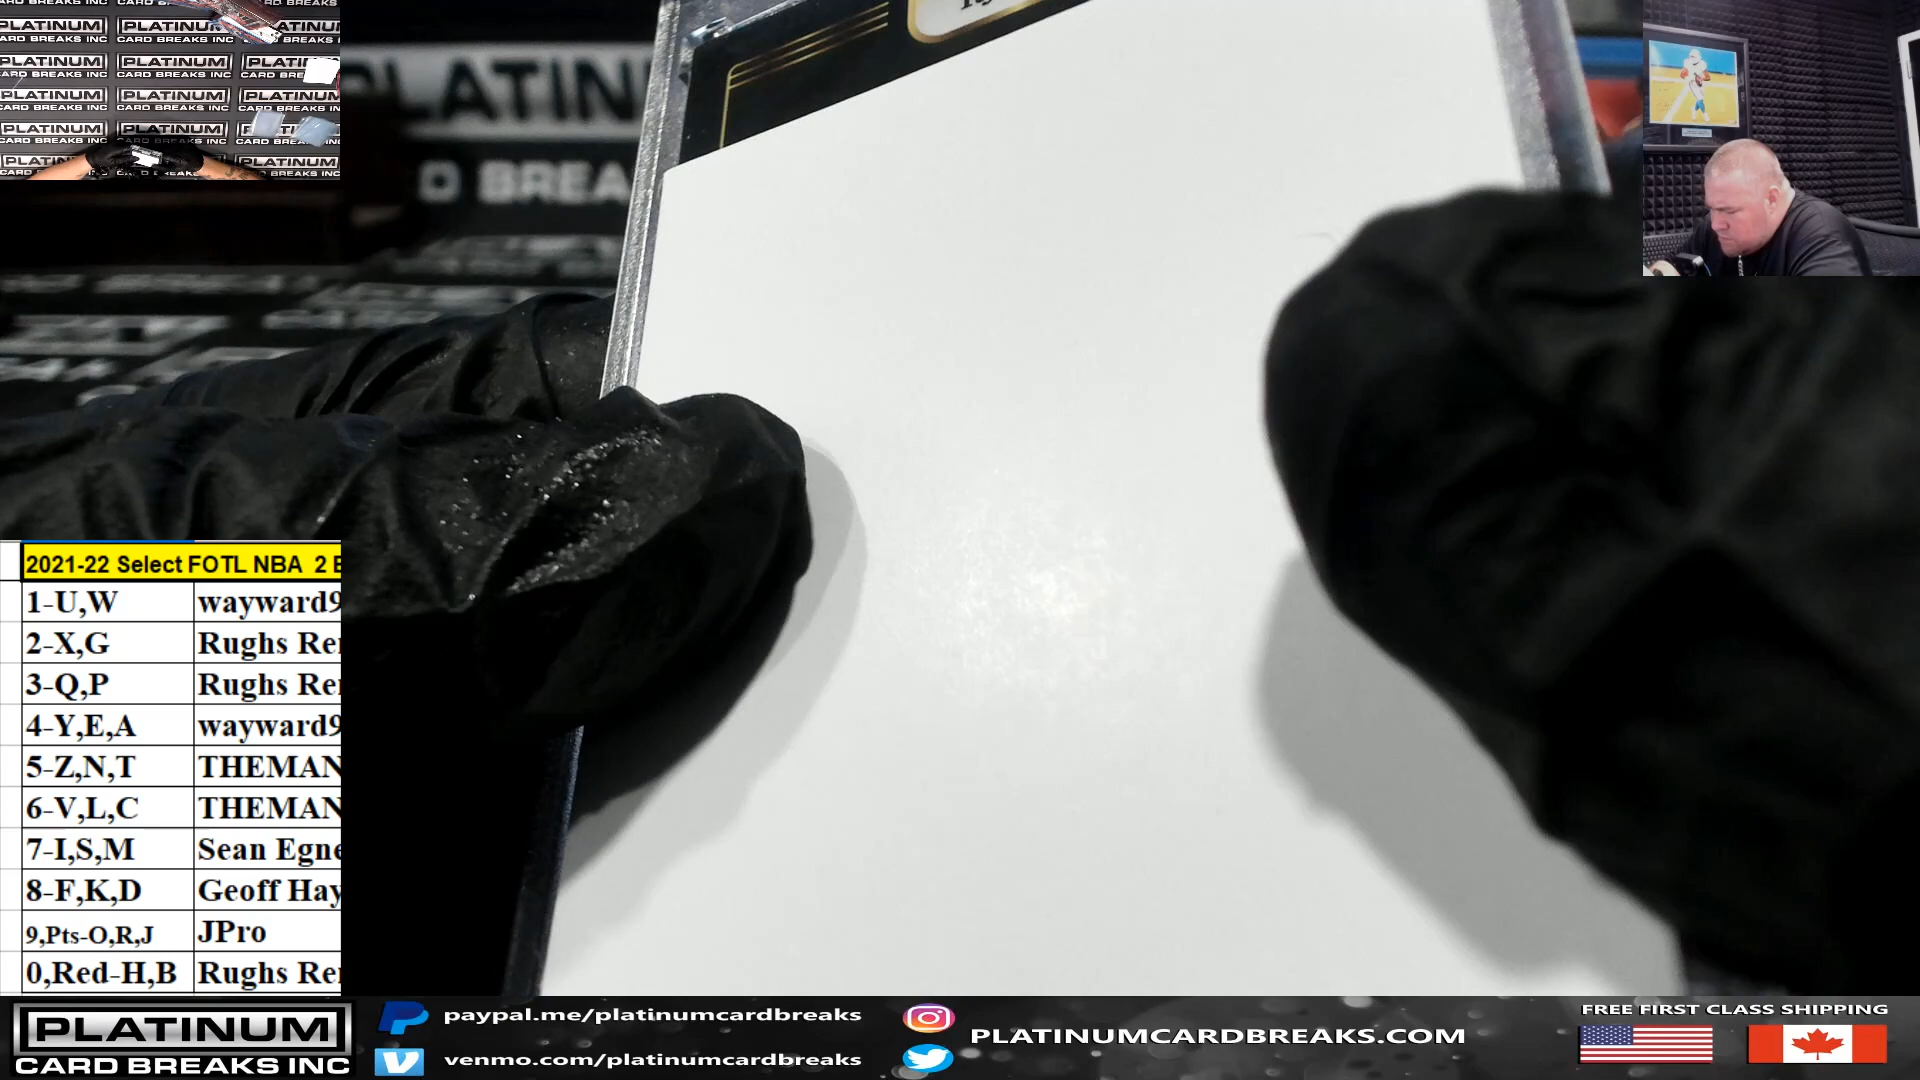 PLATINUM
CARD BREAKS INC
PLATIN
D BREA
2021-22 Select FOTL NBA 2
1-U,W wayward9
2-X,G Rughs Re
3-Q,P Rughs Re
4-Y,E,A wayward9
5-Z,N,T THEMAN
6-V,L,C THEMAN
7-I,S,M Sean Egne
8-F,K,D Geoff Hay
9,Pts-O,R,J JPro
0,Red-H,B Rughs Re
PLATINUM
CARD BREAKS INC
paypal.me/platinumcardbreaks
venmo.com/platinumcardbreaks
PLATINUMCARDBREAKS.COM
FREE FIRST CLASS SHIPPING